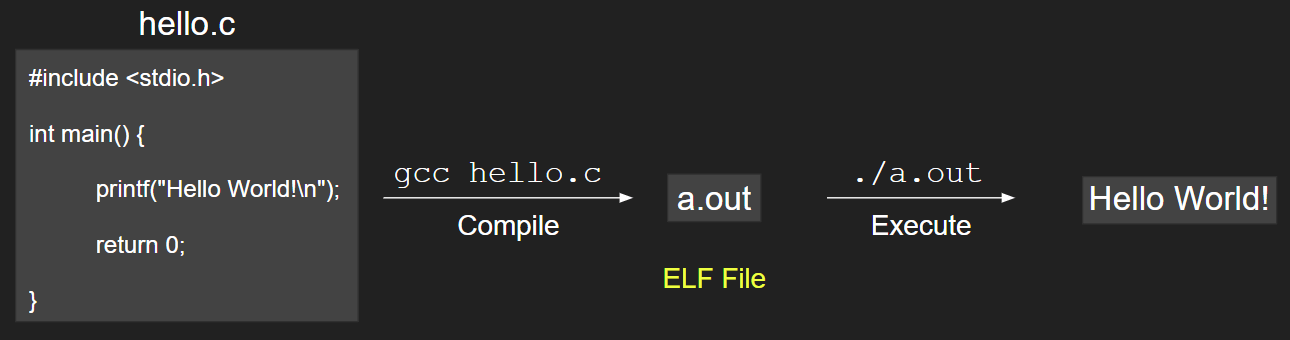 hello.c
#include <stdio.h>
int main() {
printf("Hello World!\n");
return 0;
}
gcc hello.c
Compile
a.out
ELF File
./a.out
Execute
Hello World!